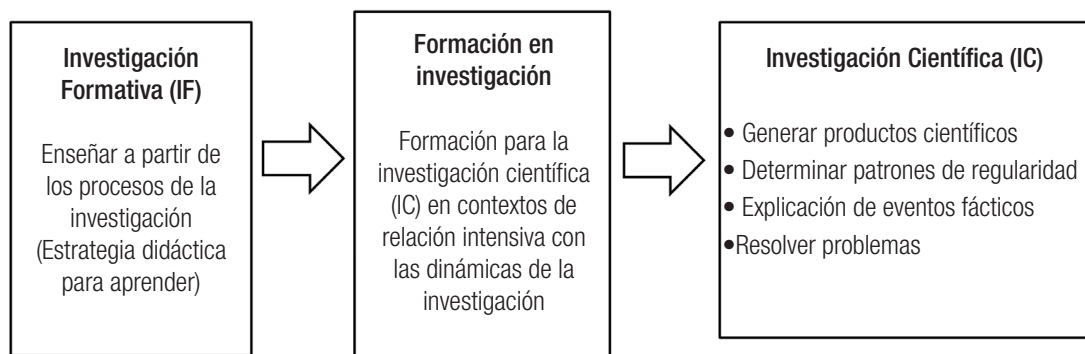 Investigación
Formativa (IF)
Enseñar a partir de
los procesos de la
investigación
(Estrategia didáctica
para aprender)
Formación en
investigación
Formación para la
investigación científica
(IC) en contextos de
relación intensiva con
las dinámicas de la
investigación
Investigación Científica (IC)
• Generar productos científicos
• Determinar patrones de regularidad
• Explicación de eventos fácticos
•Resolver problemas